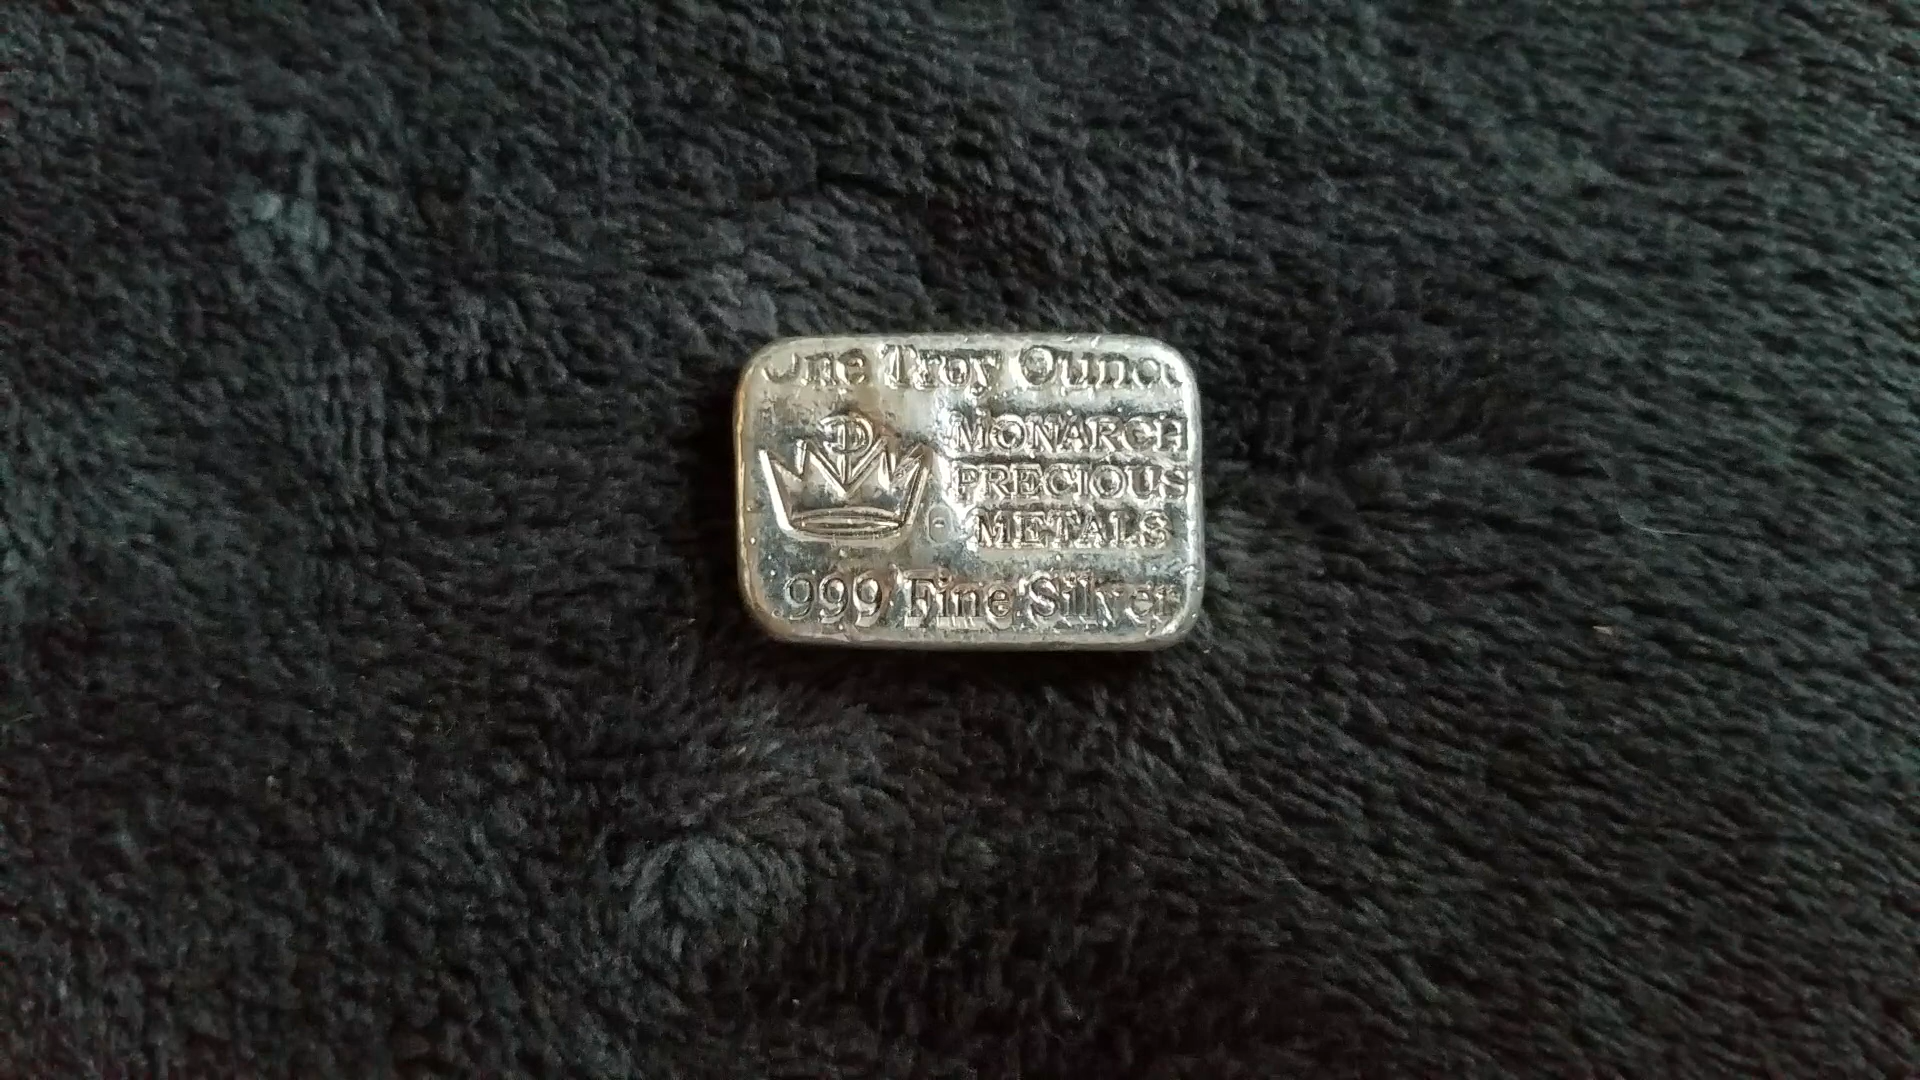 One Troy Ounce
MONARCH
PRECIOUS
METALS
.999 Fine Silver